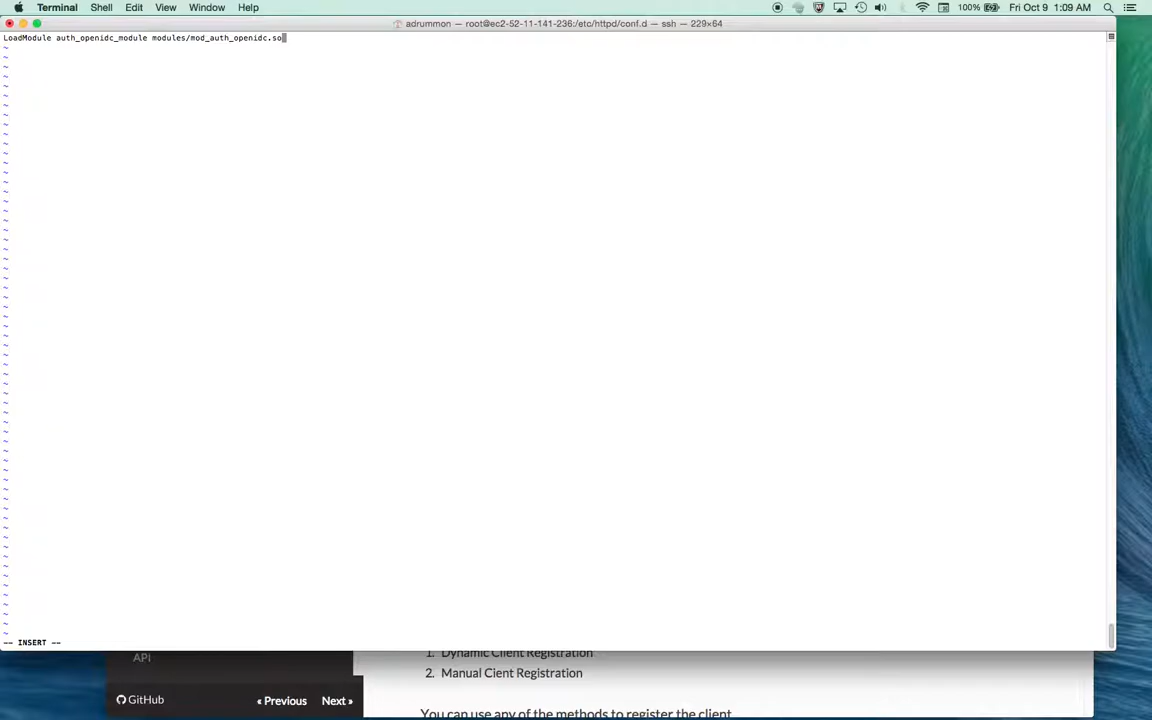 Terminal Shell Edit View Window Help 100% Fri Oct 9 1:09 AM
adrummon — root@ec2-52-11-141-236:/etc/httpd/conf.d — ssh — 229×64
LoadModule auth_openidc_module modules/mod_auth_openidc.so
-- INSERT --
1. Dynamic Client Registration
API
2. Manual Cient Registration
GitHub « Previous Next »
You can use any of the methods to register the client